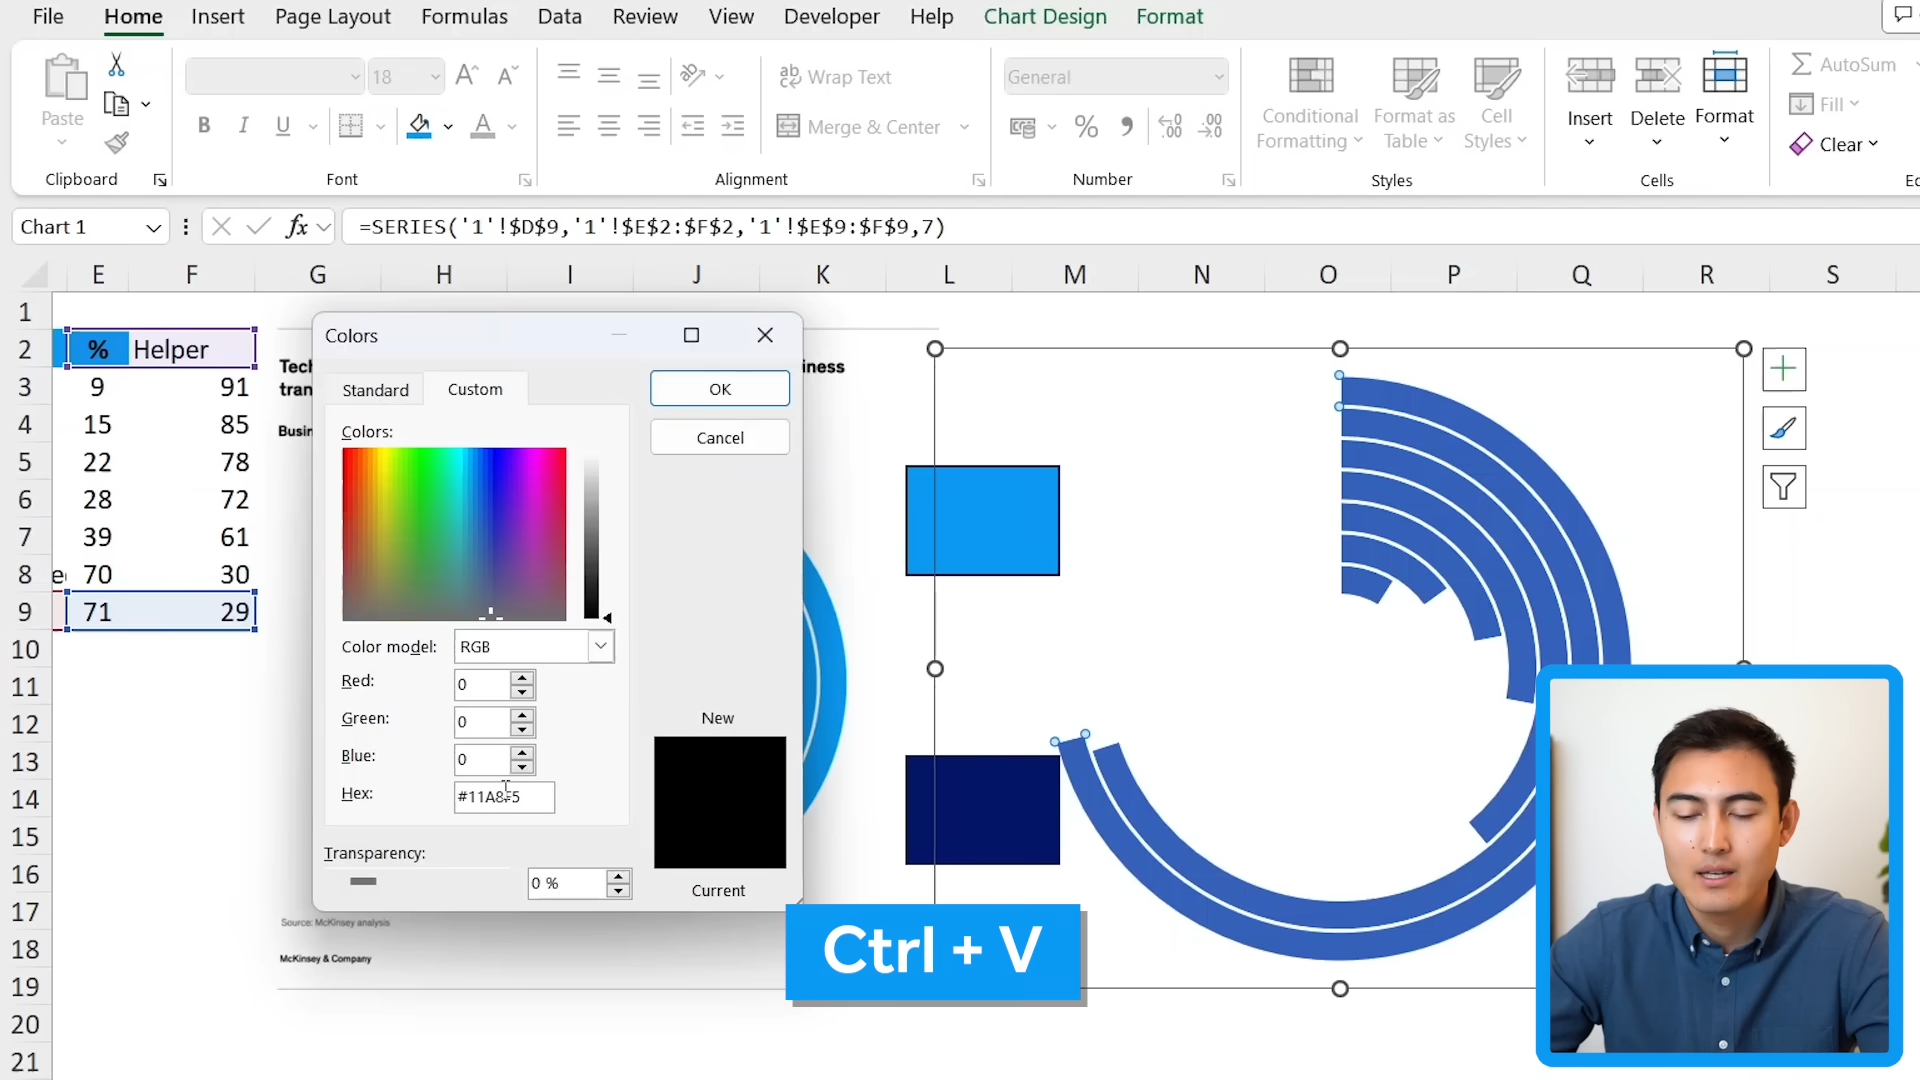 File Home Insert Page Layout Formulas Data Review View Developer Help Chart Design Format
Paste
18
A A
ab Wrap Text
General
Conditional Formatting
Format as Table
Cell Styles
Insert Delete Format
AutoSum
Fill
Clear
B I U A
Merge & Center
% 9 .00 .00
Clipboard Font Alignment Number Styles Cells
Chart 1 fx =SERIES('1'!$D$9,'1'!$E$2:$F$2,'1'!$E$9:$F$9,7)
E F G H I J K L M N O P Q R S
1
2 % Helper
3 9 91
4 15 85
5 22 78
6 28 72
7 39 61
8 70 30
9 71 29
10
11
12
13
14
15
16
17
18
19
20
21
Colors
Standard Custom
OK
Cancel
Colors:
Color model: RGB
Red: 0
Green: 0
Blue: 0
Hex: #11A8F5
Transparency:
0 %
New
Current
Source: McKinsey analysis
McKinsey & Company
Ctrl + V